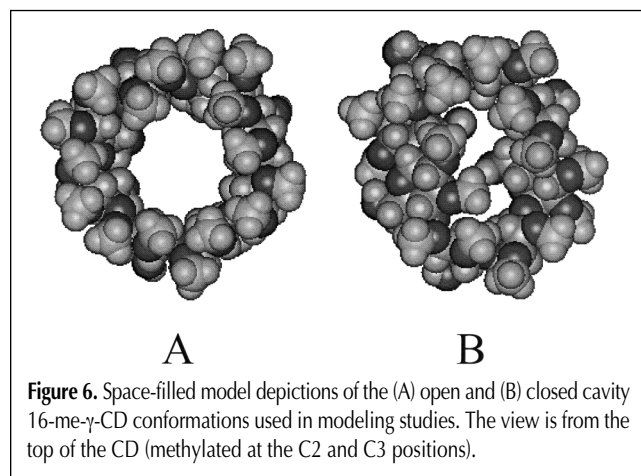 A B
Figure 6. Space-filled model depictions of the (A) open and (B) closed cavity
16-me-γ-CD conformations used in modeling studies. The view is from the
top of the CD (methylated at the C2 and C3 positions).